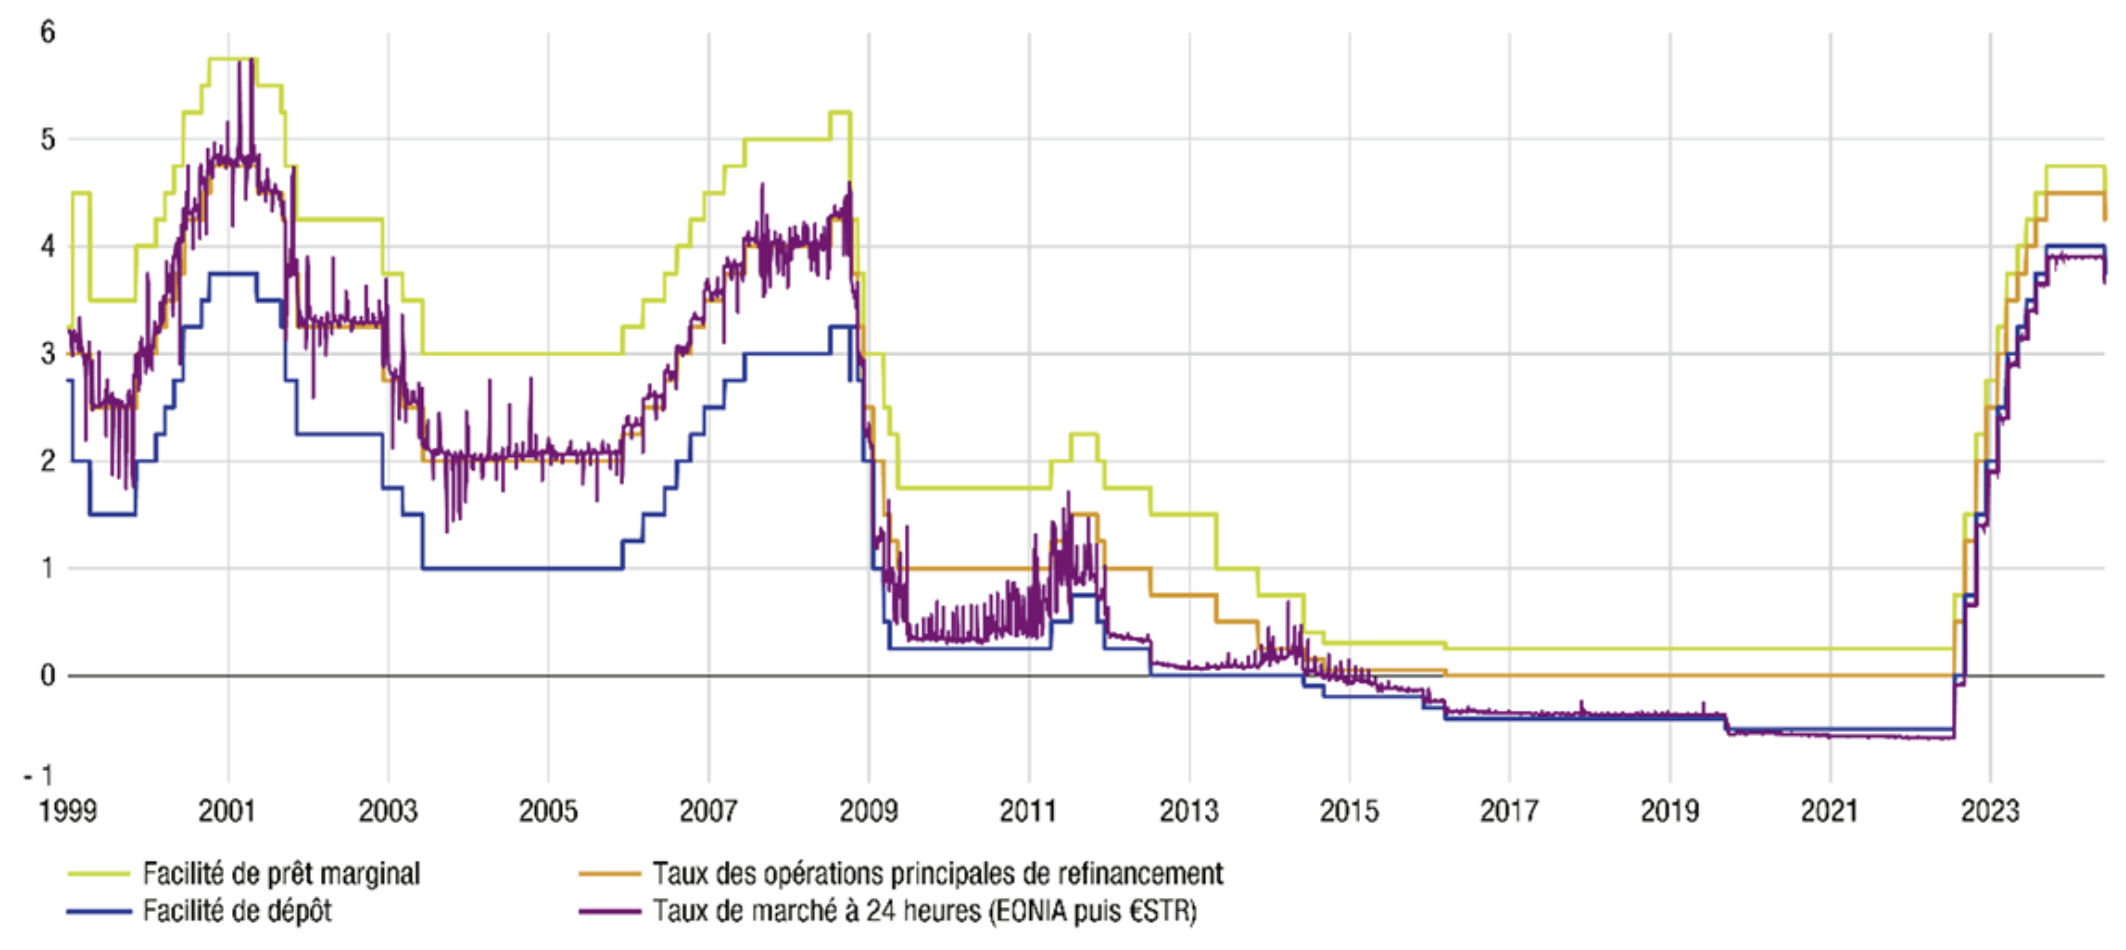 6
5
4
3
2
1
0
- 1
1999 2001 2003 2005 2007 2009 2011 2013 2015 2017 2019 2021 2023
Facilité de prêt marginal Taux des opérations principales de refinancement
Facilité de dépôt Taux de marché à 24 heures (EONIA puis €STR)